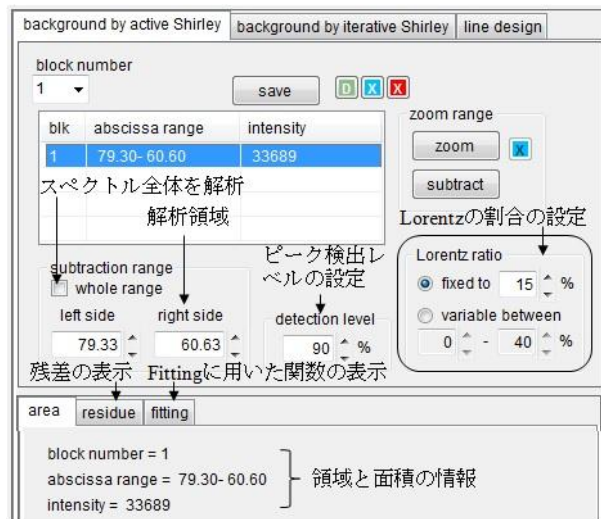 background by active Shirley background by iterative Shirley line design
block number
1 save D X X
zoom range
blk abscissa range intensity
1 79.30- 60.60 33689
zoom X
subtract
スペクトル全体を解析
解析領域
Lorentzの割合の設定
ピーク検出レ
ベルの設定
subtraction range
whole range
left side right side
79.33 60.63
detection level
90 %
Lorentz ratio
fixed to 15 %
variable between
0 - 40 %
残差の表示 Fittingに用いた関数の表示
area residue fitting
block number = 1
abscissa range = 79.30- 60.60
intensity = 33689
領域と面積の情報